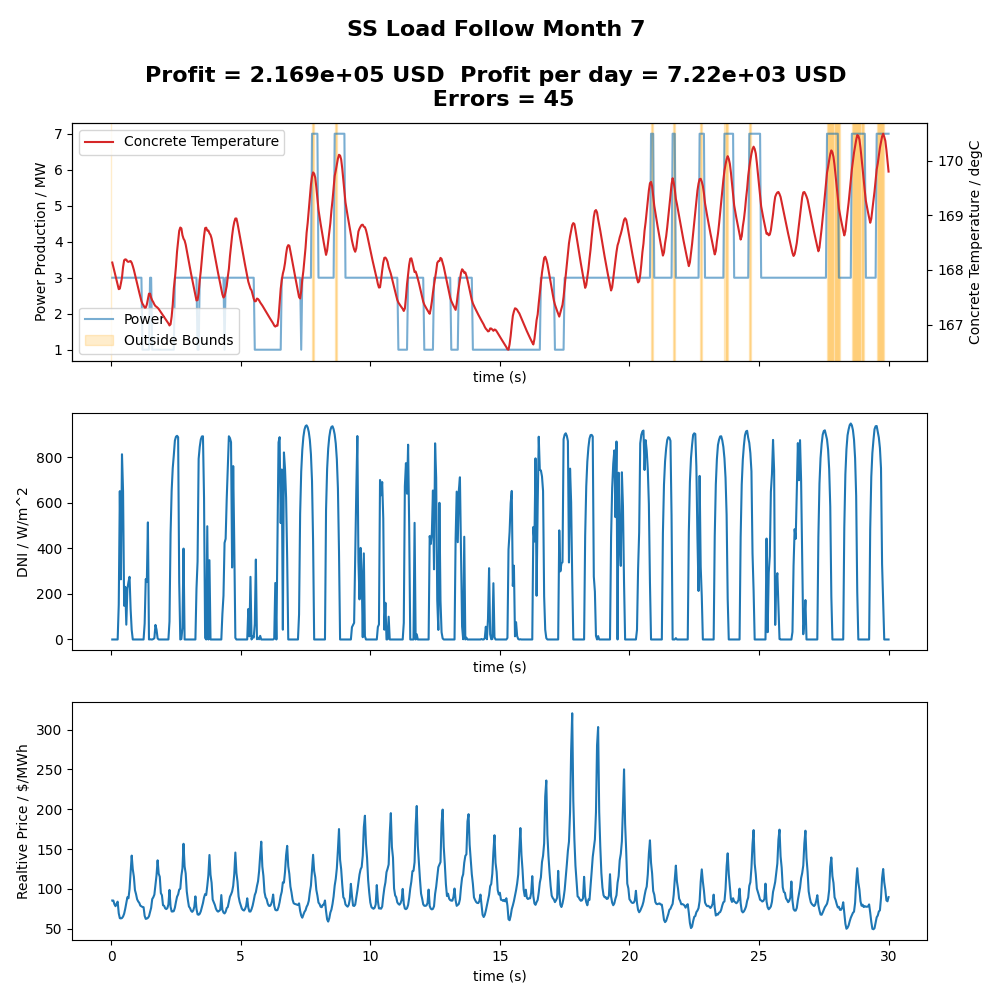 SS Load Follow Month 7
Profit = 2.169e+05 USD  Profit per day = 7.22e+03 USD
Errors = 45
Power Production / MW
7
6
5
4
3
2
1
Concrete Temperature
Power
Outside Bounds
170
169
168
167
Concrete Temperature / degC
time (s)
DNI / W/m^2
800
600
400
200
0
time (s)
Realtive Price / $/MWh
300
250
200
150
100
50
0 5 10 15 20 25 30
time (s)